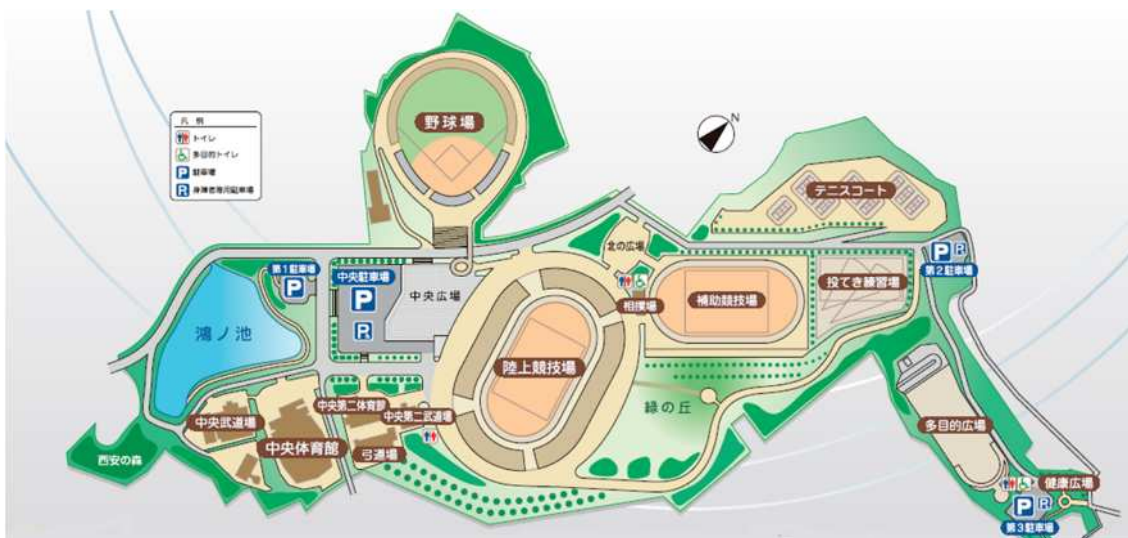 野球場
N
凡 例
トイレ
多目的トイレ
P 駐車場
P 身障者専用駐車場
テニスコート
北の広場
第1駐車場
P
中央駐車場
P
P
中央広場
P
P
第2駐車場
投てき練習場
補助競技場
相撲場
鴻ノ池
陸上競技場
緑の丘
中央第二体育館
中央第二武道場
中央武道場
中央体育館
弓道場
西安の森
多目的広場
健康広場
P
P
第3駐車場